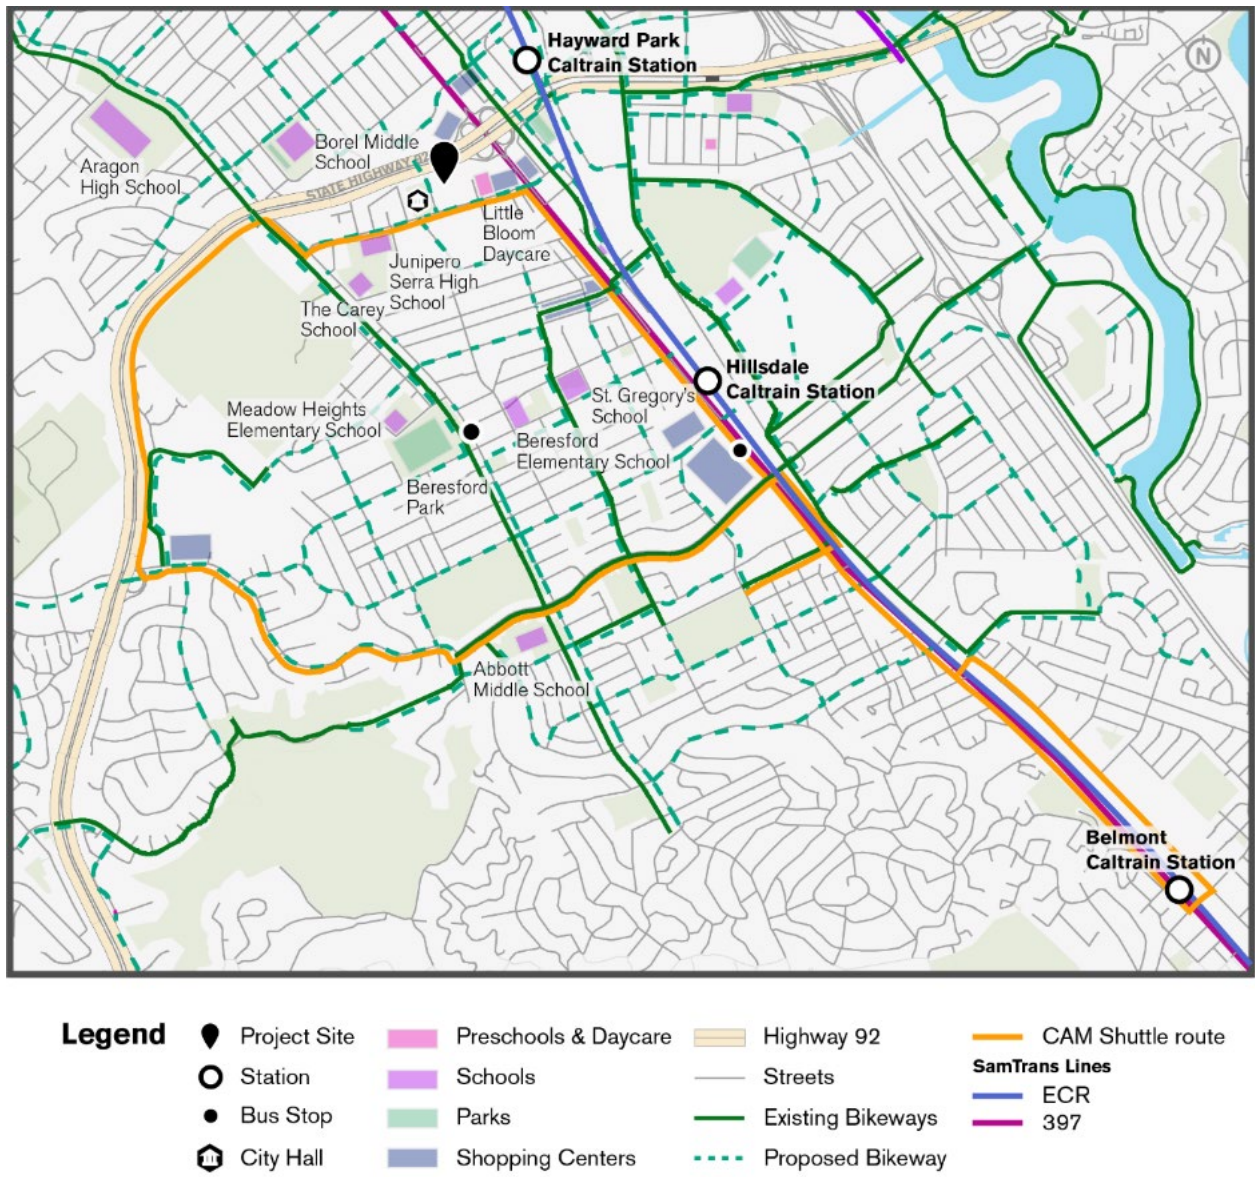 Hayward Park
Caltrain Station
N
Borel Middle
School
Aragon
High School
STATE HIGHWAY 92
Little
Bloom
Daycare
Junipero
Serra High
School
The Carey
School
Hillsdale
Caltrain Station
St. Gregory's
School
Meadow Heights
Elementary School
Beresford
Elementary School
Beresford
Park
Abbott
Middle School
Belmont
Caltrain Station
Legend
Project Site
Station
Bus Stop
City Hall
Preschools & Daycare
Schools
Parks
Shopping Centers
Highway 92
Streets
Existing Bikeways
Proposed Bikeway
CAM Shuttle route
SamTrans Lines
ECR
397